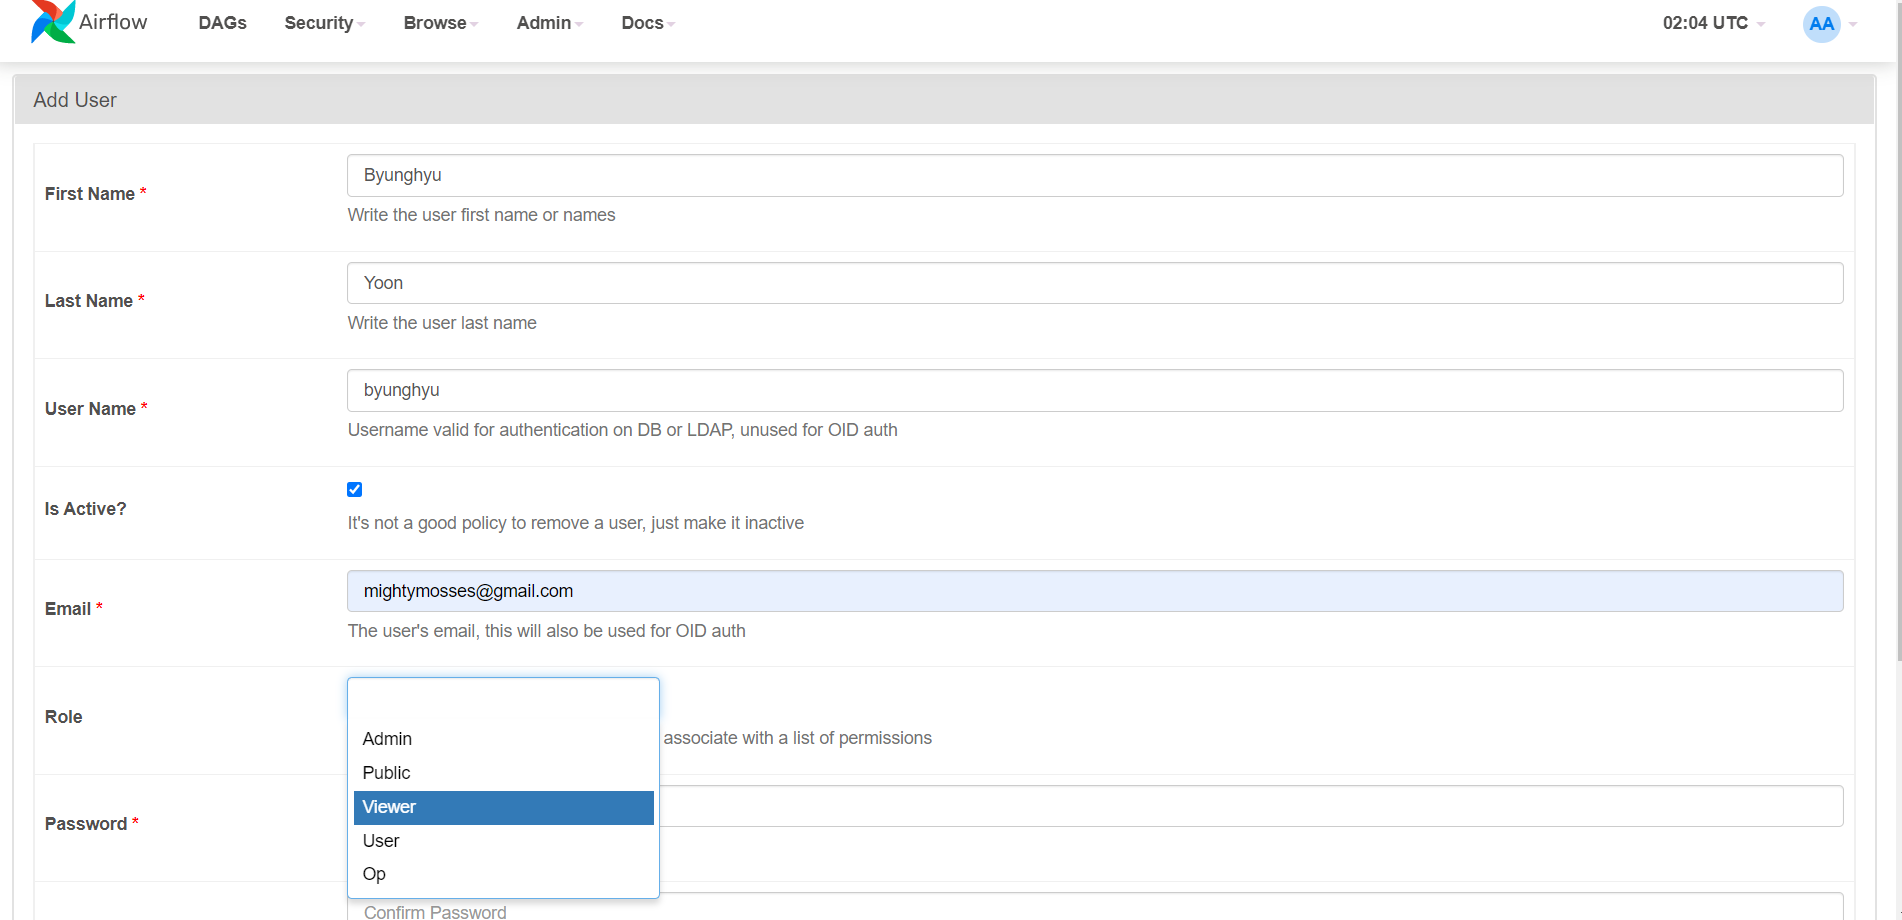 Airflow DAGs Security Browse Admin Docs 02:04 UTC AA
Add User
First Name * Byunghyu
Write the user first name or names
Last Name * Yoon
Write the user last name
User Name * byunghyu
Username valid for authentication on DB or LDAP, unused for OID auth
Is Active?
It's not a good policy to remove a user, just make it inactive
Email * mightymosses@gmail.com
The user's email, this will also be used for OID auth
Role
associate with a list of permissions
Admin
Public
Viewer
User
Op
Password *
Confirm Password